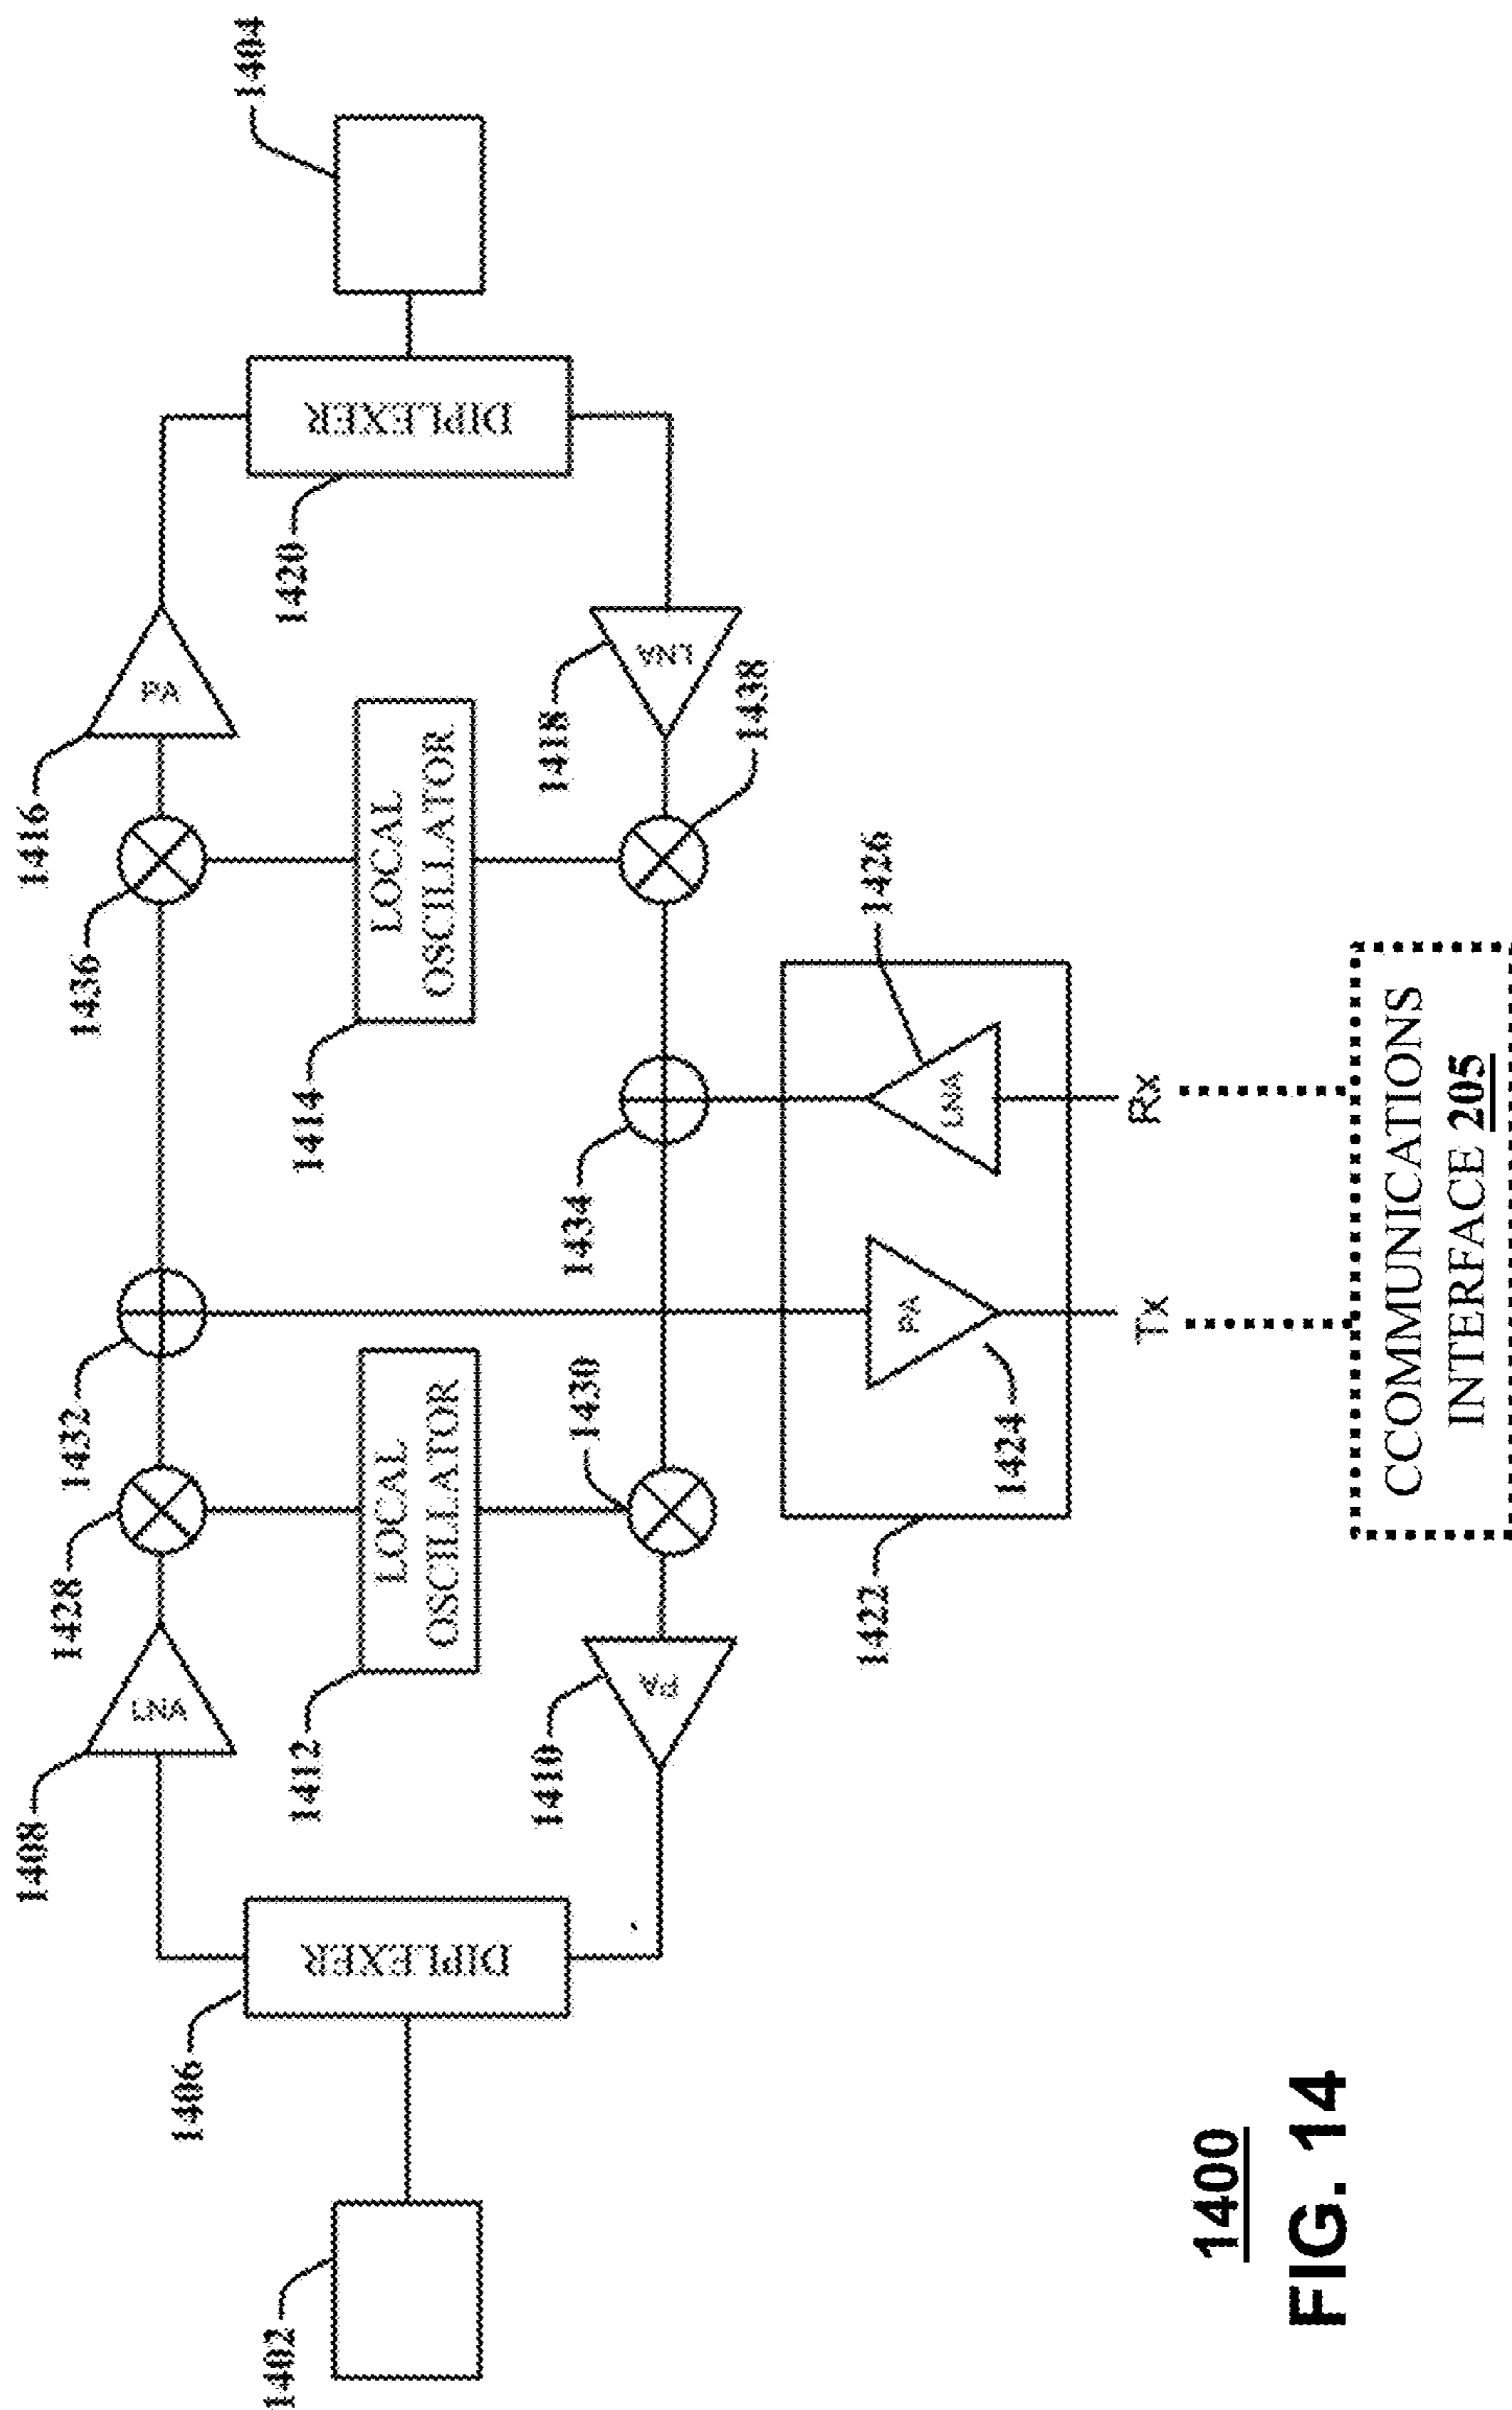 1402
1404
1406
DIPLEXER
1408
LNA
1410
PA
1412
LOCAL
OSCILLATOR
1428
1430
1432
1434
1414
LOCAL
OSCILLATOR
1436
1438
1416
PA
1418
LNA
1420
DIPLEXER
1422
PA
1424
LNA
1426
TX
Rx
CCOMMUNICATIONS
INTERFACE 205
1400
FIG. 14